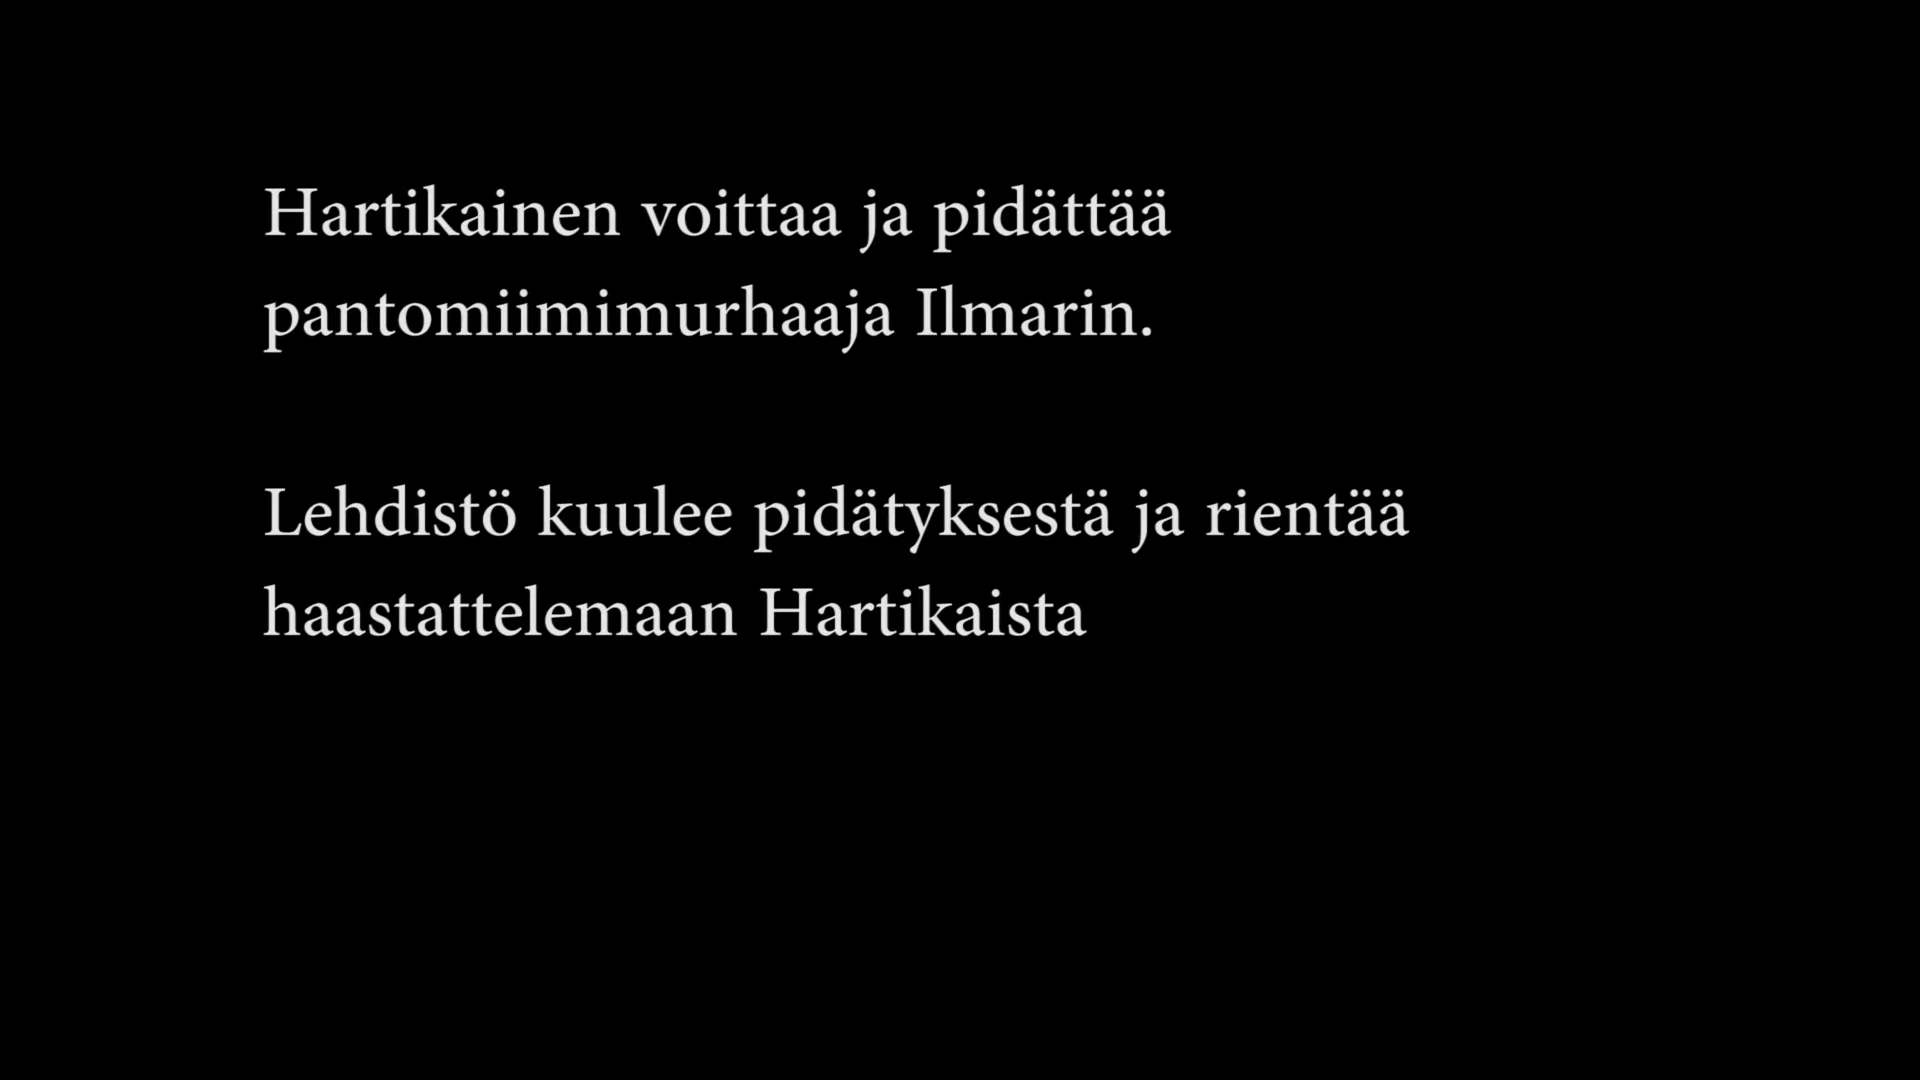 Hartikainen voittaa ja pidättää
pantomiimimurhaaja Ilmarin.
Lehdistö kuulee pidätyksestä ja rientää
haastattelemaan Hartikaista